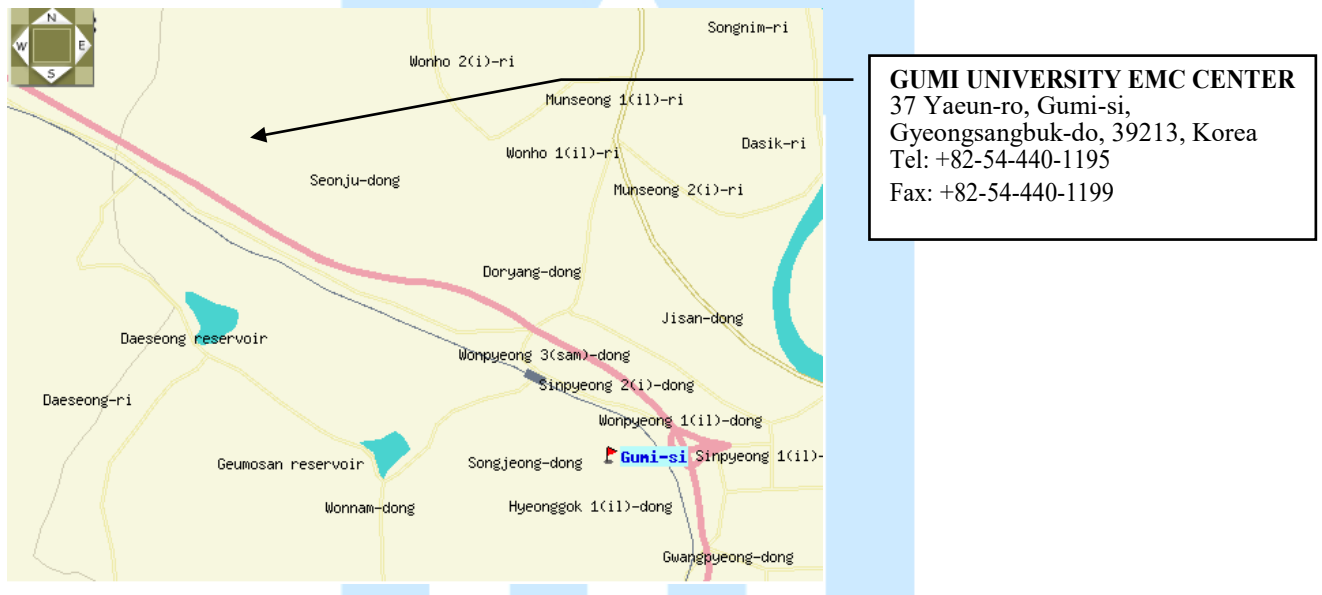 N
W
E
S
Songnim-ri
Wonho 2(i)-ri
Munseong 1(il)-ri
Dasik-ri
Wonho 1(il)-ri
Seonju-dong
Munseong 2(i)-ri
Doryang-dong
Jisan-dong
Daeseong reservoir
Wonpyeong 3(sam)-dong
Sinpyeong 2(i)-dong
Daeseong-ri
Wonpyeong 1(il)-dong
Gumi-si
Sinpyeong 1(il)-
Songjeong-dong
Geumosan reservoir
Wonnam-dong
Hyeonggok 1(il)-dong
Gwangpyeong-dong
GUMI UNIVERSITY EMC CENTER
37 Yaeun-ro, Gumi-si,
Gyeongsangbuk-do, 39213, Korea
Tel: +82-54-440-1195
Fax: +82-54-440-1199